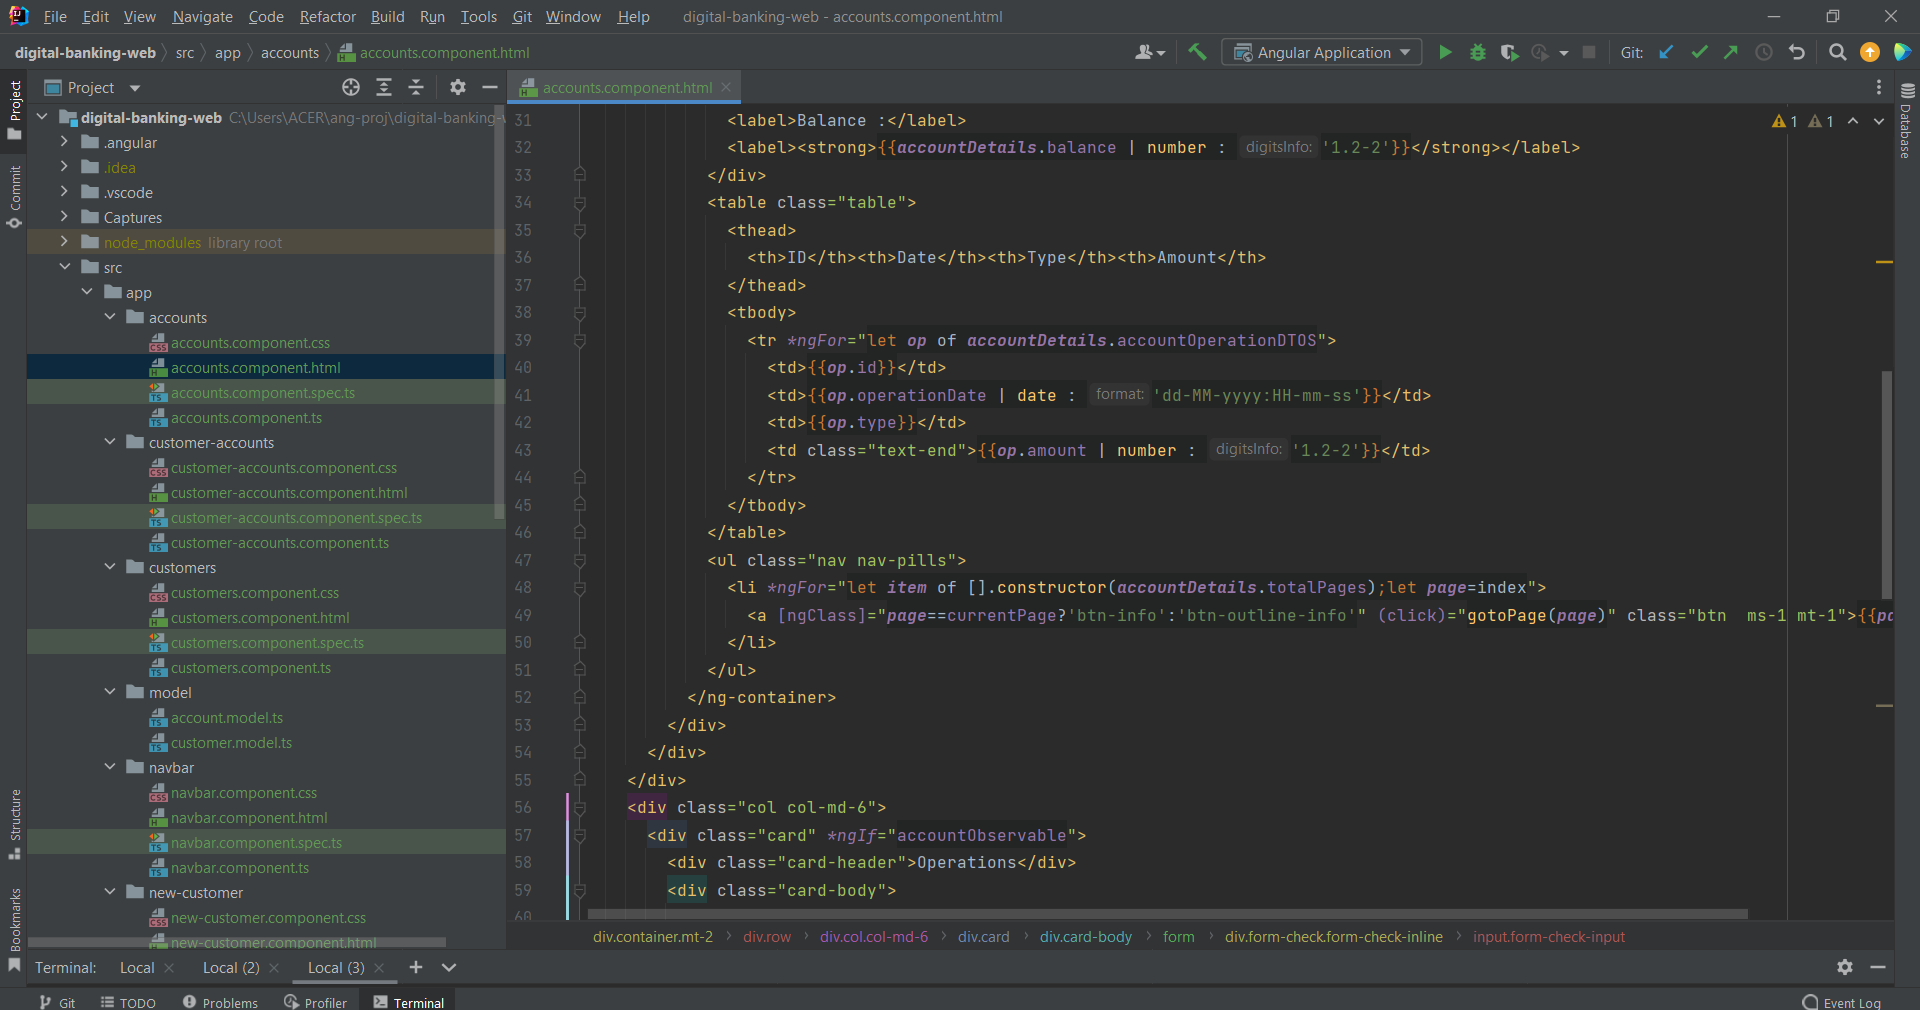 File Edit View Navigate Code Refactor Build Run Tools Git Window Help digital-banking-web - accounts.component.html
digital-banking-web src app accounts accounts.component.html Angular Application Git:
Project
accounts.component.html
Project
Commit
Structure
Bookmarks
Database
digital-banking-web C:\Users\ACER\ang-proj\digital-banking-
.angular
.idea
.vscode
Captures
node_modules library root
src
app
accounts
accounts.component.css
accounts.component.html
accounts.component.spec.ts
accounts.component.ts
customer-accounts
customer-accounts.component.css
customer-accounts.component.html
customer-accounts.component.spec.ts
customer-accounts.component.ts
customers
customers.component.css
customers.component.html
customers.component.spec.ts
customers.component.ts
model
account.model.ts
customer.model.ts
navbar
navbar.component.css
navbar.component.html
navbar.component.spec.ts
navbar.component.ts
new-customer
new-customer.component.css
new-customer.component.html
1 1
31 <label>Balance :</label>
32 <label><strong>{{accountDetails.balance | number : digitsInfo: '1.2-2'}}</strong></label>
33 </div>
34 <table class="table">
35 <thead>
36 <th>ID</th><th>Date</th><th>Type</th><th>Amount</th>
37 </thead>
38 <tbody>
39 <tr *ngFor="let op of accountDetails.accountOperationDTOS">
40 <td>{{op.id}}</td>
41 <td>{{op.operationDate | date : format: 'dd-MM-yyyy:HH-mm-ss'}}</td>
42 <td>{{op.type}}</td>
43 <td class="text-end">{{op.amount | number : digitsInfo: '1.2-2'}}</td>
44 </tr>
45 </tbody>
46 </table>
47 <ul class="nav nav-pills">
48 <li *ngFor="let item of [].constructor(accountDetails.totalPages);let page=index">
49 <a [ngClass]="page==currentPage?'btn-info':'btn-outline-info'" (click)="gotoPage(page)" class="btn  ms-1 mt-1">{{pa
50 </li>
51 </ul>
52 </ng-container>
53 </div>
54 </div>
55 </div>
56 <div class="col col-md-6">
57 <div class="card" *ngIf="accountObservable">
58 <div class="card-header">Operations</div>
59 <div class="card-body">
60
div.container.mt-2 div.row div.col.col-md-6 div.card div.card-body form div.form-check.form-check-inline input.form-check-input
Terminal: Local Local (2) Local (3)
Git TODO Problems Profiler Terminal Event Log